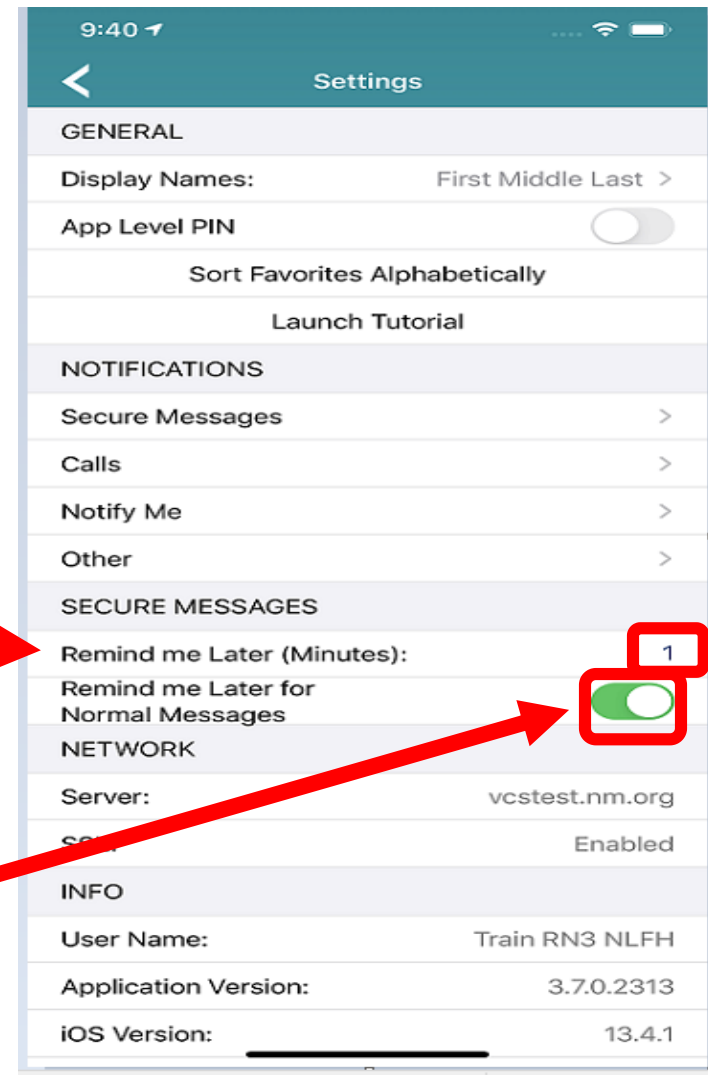 9:40
Settings
GENERAL
Display Names: First Middle Last >
App Level PIN
Sort Favorites Alphabetically
Launch Tutorial
NOTIFICATIONS
Secure Messages >
Calls >
Notify Me >
Other >
SECURE MESSAGES
Remind me Later (Minutes): 1
Remind me Later for
Normal Messages
NETWORK
Server: vcstest.nm.org
Enabled
INFO
User Name: Train RN3 NLFH
Application Version: 3.7.0.2313
iOS Version: 13.4.1